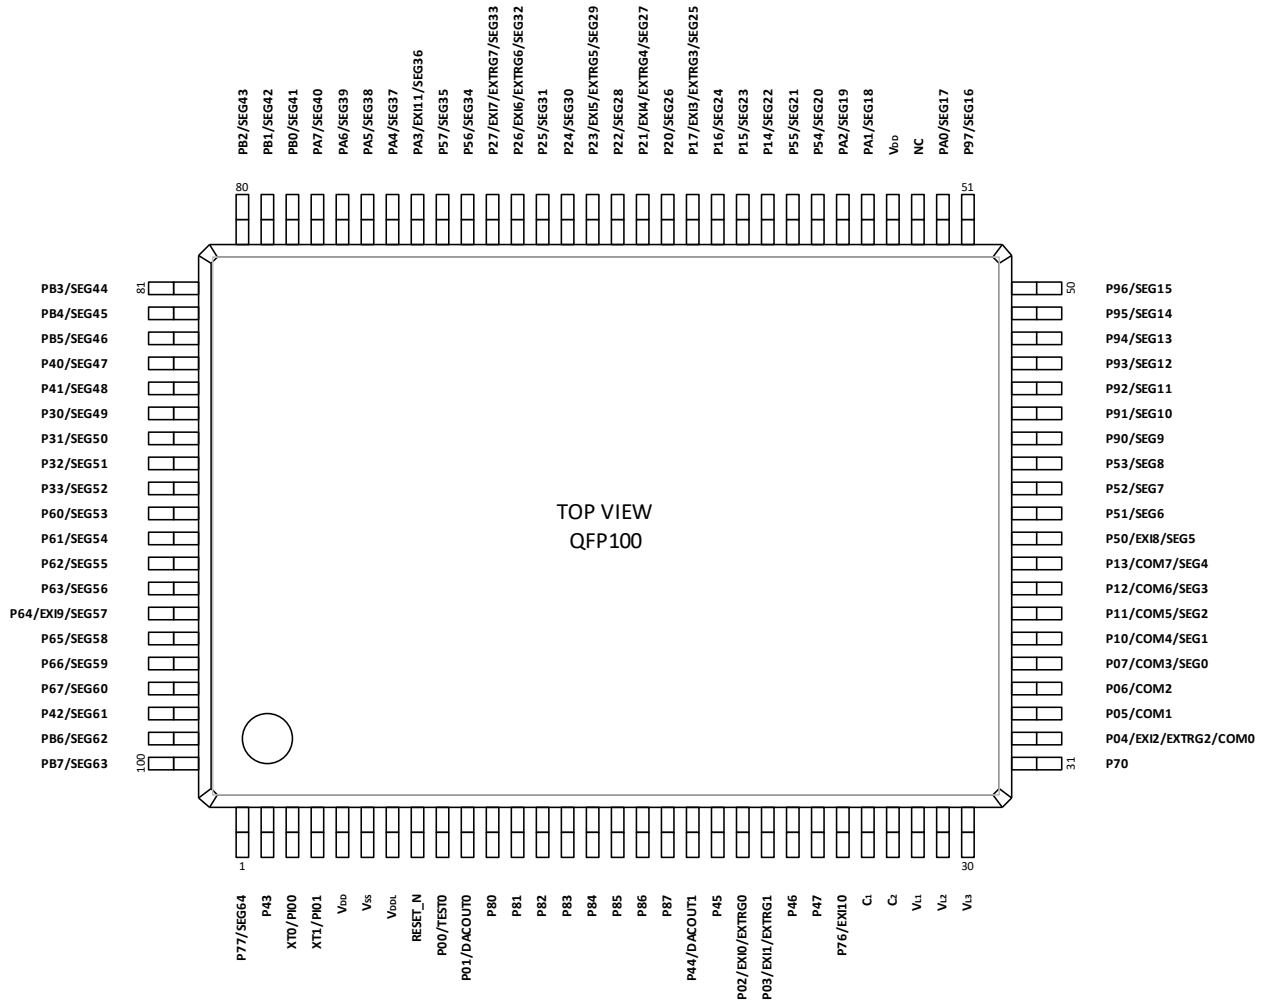 PB2/SEG43
PB1/SEG42
PB0/SEG41
PA7/SEG40
PA6/SEG39
PA5/SEG38
PA4/SEG37
PA3/EXI11/SEG36
P57/SEG35
P56/SEG34
P27/EXI7/EXTRG7/SEG33
P26/EXI6/EXTRG6/SEG32
P25/SEG31
P24/SEG30
P23/EXI5/EXTRG5/SEG29
P22/SEG28
P21/EXI4/EXTRG4/SEG27
P20/SEG26
P17/EXI3/EXTRG3/SEG25
P16/SEG24
P15/SEG23
P14/SEG22
P55/SEG21
P54/SEG20
PA2/SEG19
PA1/SEG18
VDD
NC
PA0/SEG17
P97/SEG16
80
51
PB3/SEG44
81
PB4/SEG45
PB5/SEG46
P40/SEG47
P41/SEG48
P30/SEG49
P31/SEG50
P32/SEG51
P33/SEG52
P60/SEG53
P61/SEG54
P62/SEG55
P63/SEG56
P64/EXI9/SEG57
P65/SEG58
P66/SEG59
P67/SEG60
P42/SEG61
PB6/SEG62
PB7/SEG63
100
TOP VIEW
QFP100
50
P96/SEG15
P95/SEG14
P94/SEG13
P93/SEG12
P92/SEG11
P91/SEG10
P90/SEG9
P53/SEG8
P52/SEG7
P51/SEG6
P50/EXI8/SEG5
P13/COM7/SEG4
P12/COM6/SEG3
P11/COM5/SEG2
P10/COM4/SEG1
P07/COM3/SEG0
P06/COM2
P05/COM1
P04/EXI2/EXTRG2/COM0
31
P70
1
30
P77/SEG64
P43
XT0/PI00
XT1/PI01
VDD
VSS
VDDL
RESET_N
P00/TEST0
P01/DACOUT0
P80
P81
P82
P83
P84
P85
P86
P87
P44/DACOUT1
P45
P02/EXI0/EXTRG0
P03/EXI1/EXTRG1
P46
P47
P76/EXI10
C1
C2
VL1
VL2
VL3